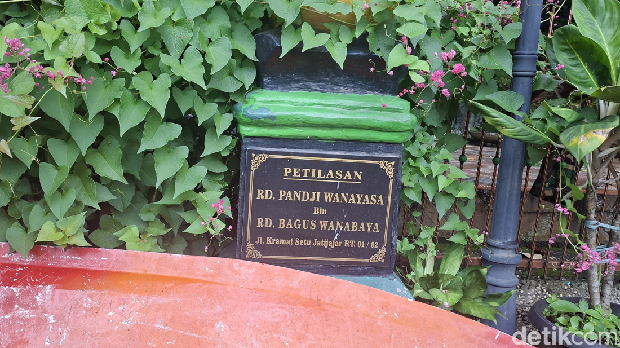 PETILASAN
RD. PANDJI WANAYASA
Bin
RD. BAGUS WANABAYA
Jl. Kramat Setu Jatijajar RT. 01 / 02
detikcom